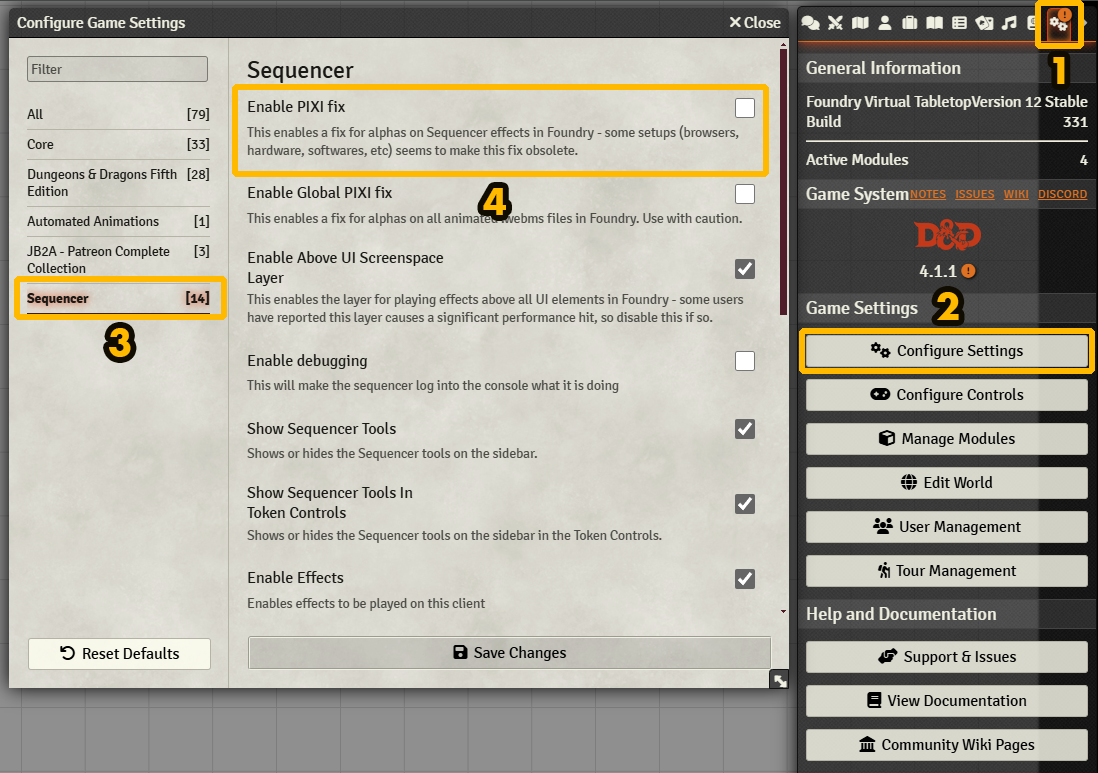 Configure Game Settings
Close
Filter
All [79]
Core [33]
Dungeons & Dragons Fifth [28]
Edition
Automated Animations [1]
JB2A - Patreon Complete [3]
Collection
Sequencer [14]
3
Reset Defaults
Sequencer
Enable PIXI fix
This enables a fix for alphas on Sequencer effects in Foundry - some setups (browsers,
hardware, softwares, etc) seems to make this fix obsolete.
4
Enable Global PIXI fix
This enables a fix for alphas on all animated webms files in Foundry. Use with caution.
Enable Above UI Screenspace
Layer
This enables the layer for playing effects above all UI elements in Foundry - some users
have reported this layer causes a significant performance hit, so disable this if so.
Enable debugging
This will make the sequencer log into the console what it is doing
Show Sequencer Tools
Shows or hides the Sequencer tools on the sidebar.
Show Sequencer Tools In
Token Controls
Shows or hides the Sequencer tools on the sidebar in the Token Controls.
Enable Effects
Enables effects to be played on this client
Save Changes
1
General Information
Foundry Virtual TabletopVersion 12 Stable
Build 331
Active Modules 4
Game System NOTES ISSUES WIKI DISCORD
D&D
4.1.1
Game Settings
2
Configure Settings
Configure Controls
Manage Modules
Edit World
User Management
Tour Management
Help and Documentation
Support & Issues
View Documentation
Community Wiki Pages